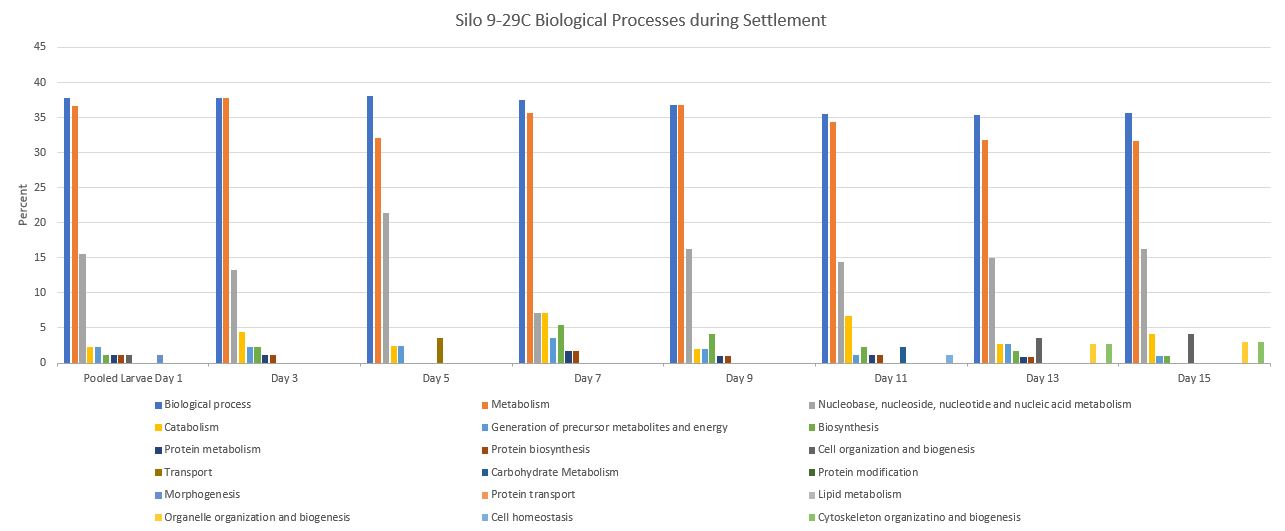 Silo 9-29C Biological Processes during Settlement
45
40
35
30
25
20
15
10
5
0
Percent
Pooled Larvae Day 1 Day 3 Day 5 Day 7 Day 9 Day 11 Day 13 Day 15
Biological process Metabolism Nucleobase, nucleoside, nucleotide and nucleic acid metabolism
Catabolism Generation of precursor metabolites and energy Biosynthesis
Protein metabolism Protein biosynthesis Cell organization and biogenesis
Transport Carbohydrate Metabolism Protein modification
Morphogenesis Protein transport Lipid metabolism
Organelle organization and biogenesis Cell homeostasis Cytoskeleton organizatino and biogenesis